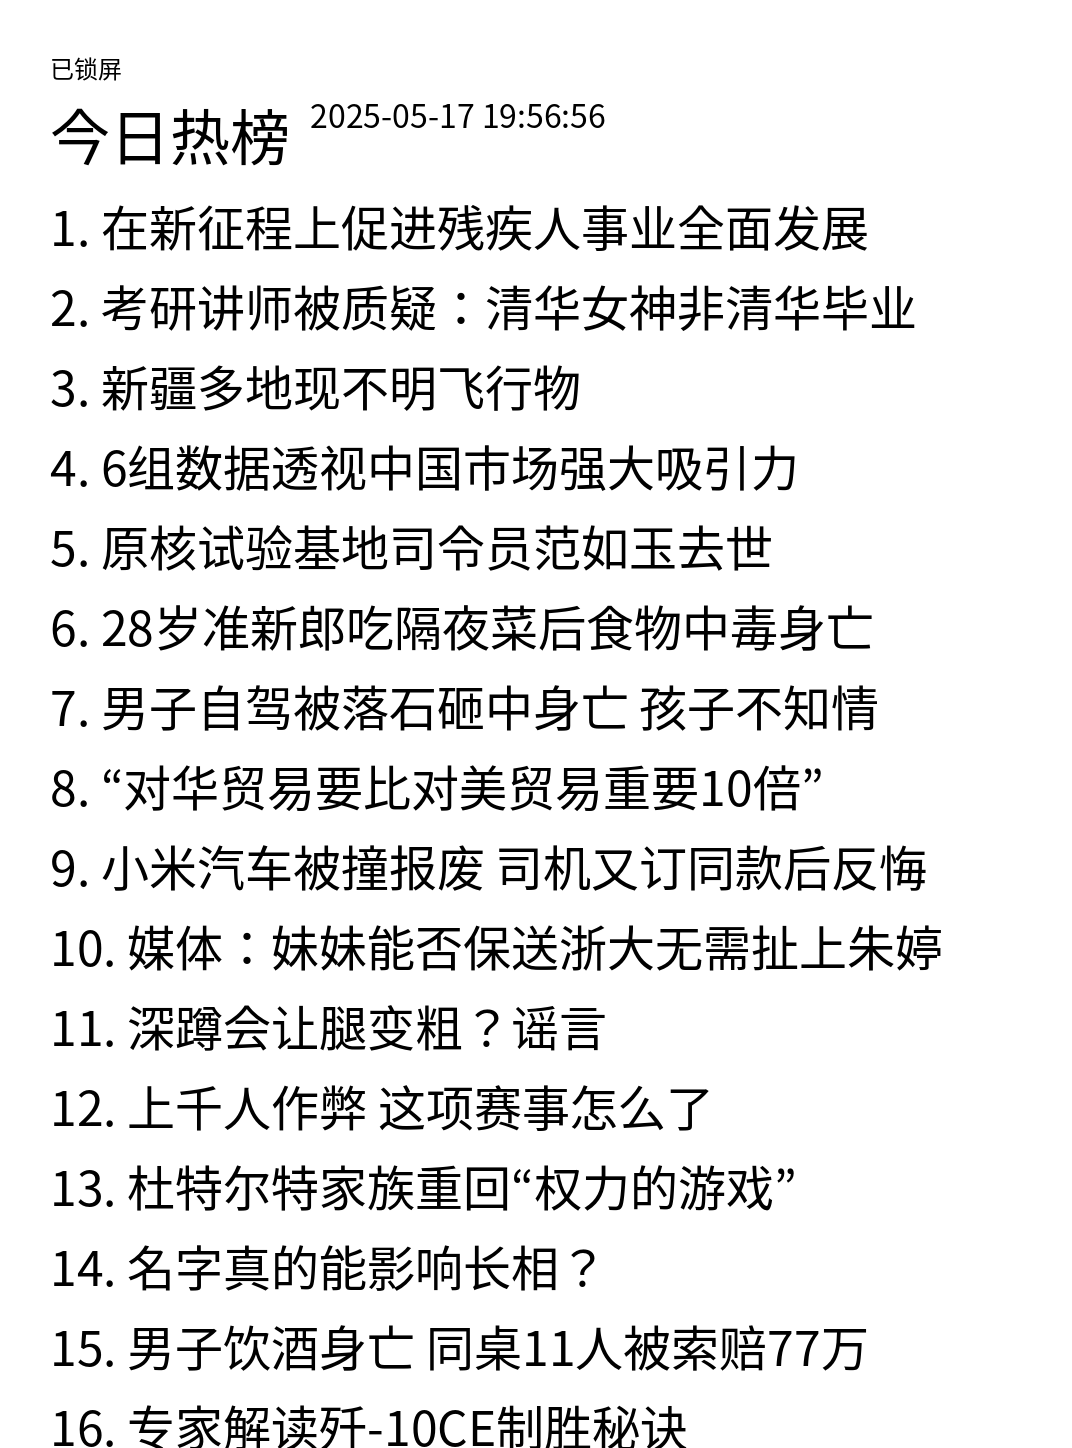 已锁屏
今日热榜 2025-05-17 19:56:56
1. 在新征程上促进残疾人事业全面发展
2. 考研讲师被质疑：清华女神非清华毕业
3. 新疆多地现不明飞行物
4. 6组数据透视中国市场强大吸引力
5. 原核试验基地司令员范如玉去世
6. 28岁准新郎吃隔夜菜后食物中毒身亡
7. 男子自驾被落石砸中身亡 孩子不知情
8. “对华贸易要比对美贸易重要10倍”
9. 小米汽车被撞报废 司机又订同款后反悔
10. 媒体：妹妹能否保送浙大无需扯上朱婷
11. 深蹲会让腿变粗？谣言
12. 上千人作弊 这项赛事怎么了
13. 杜特尔特家族重回“权力的游戏”
14. 名字真的能影响长相？
15. 男子饮酒身亡 同桌11人被索赔77万
16. 专家解读歼-10CE制胜秘诀